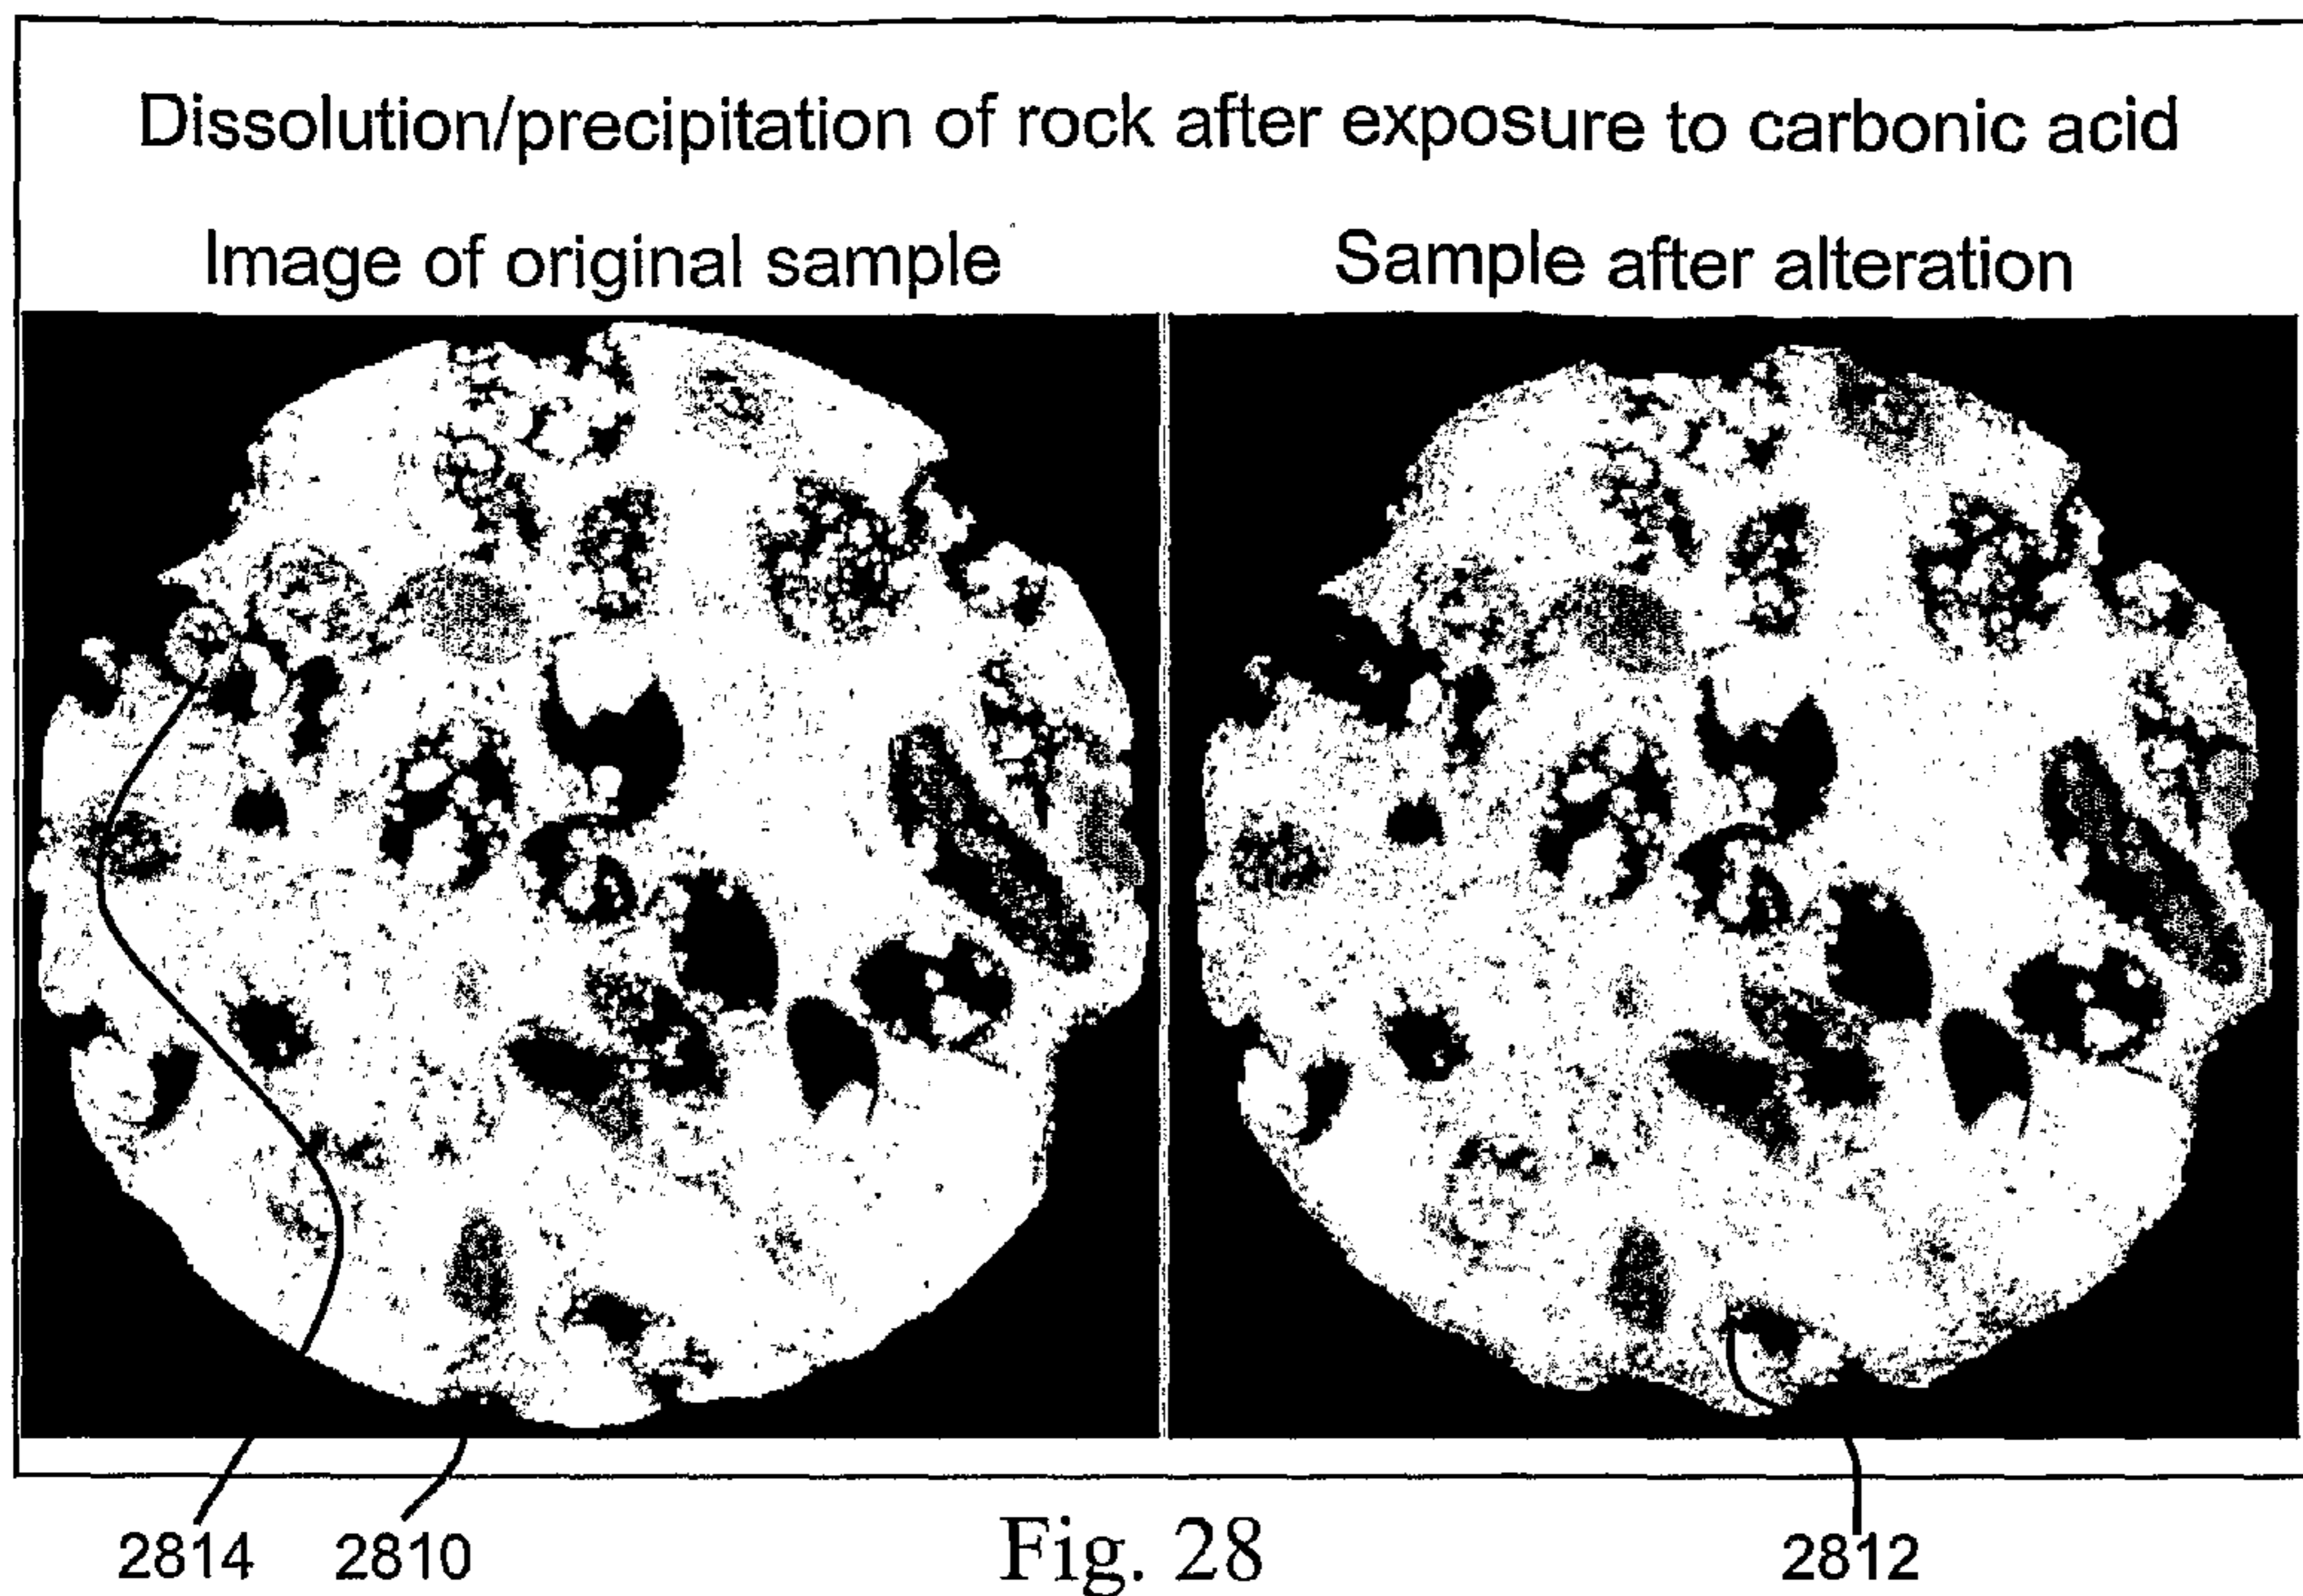 Dissolution/precipitation of rock after exposure to carbonic acid
Image of original sample
Sample after alteration
2814
2810
Fig. 28
2812